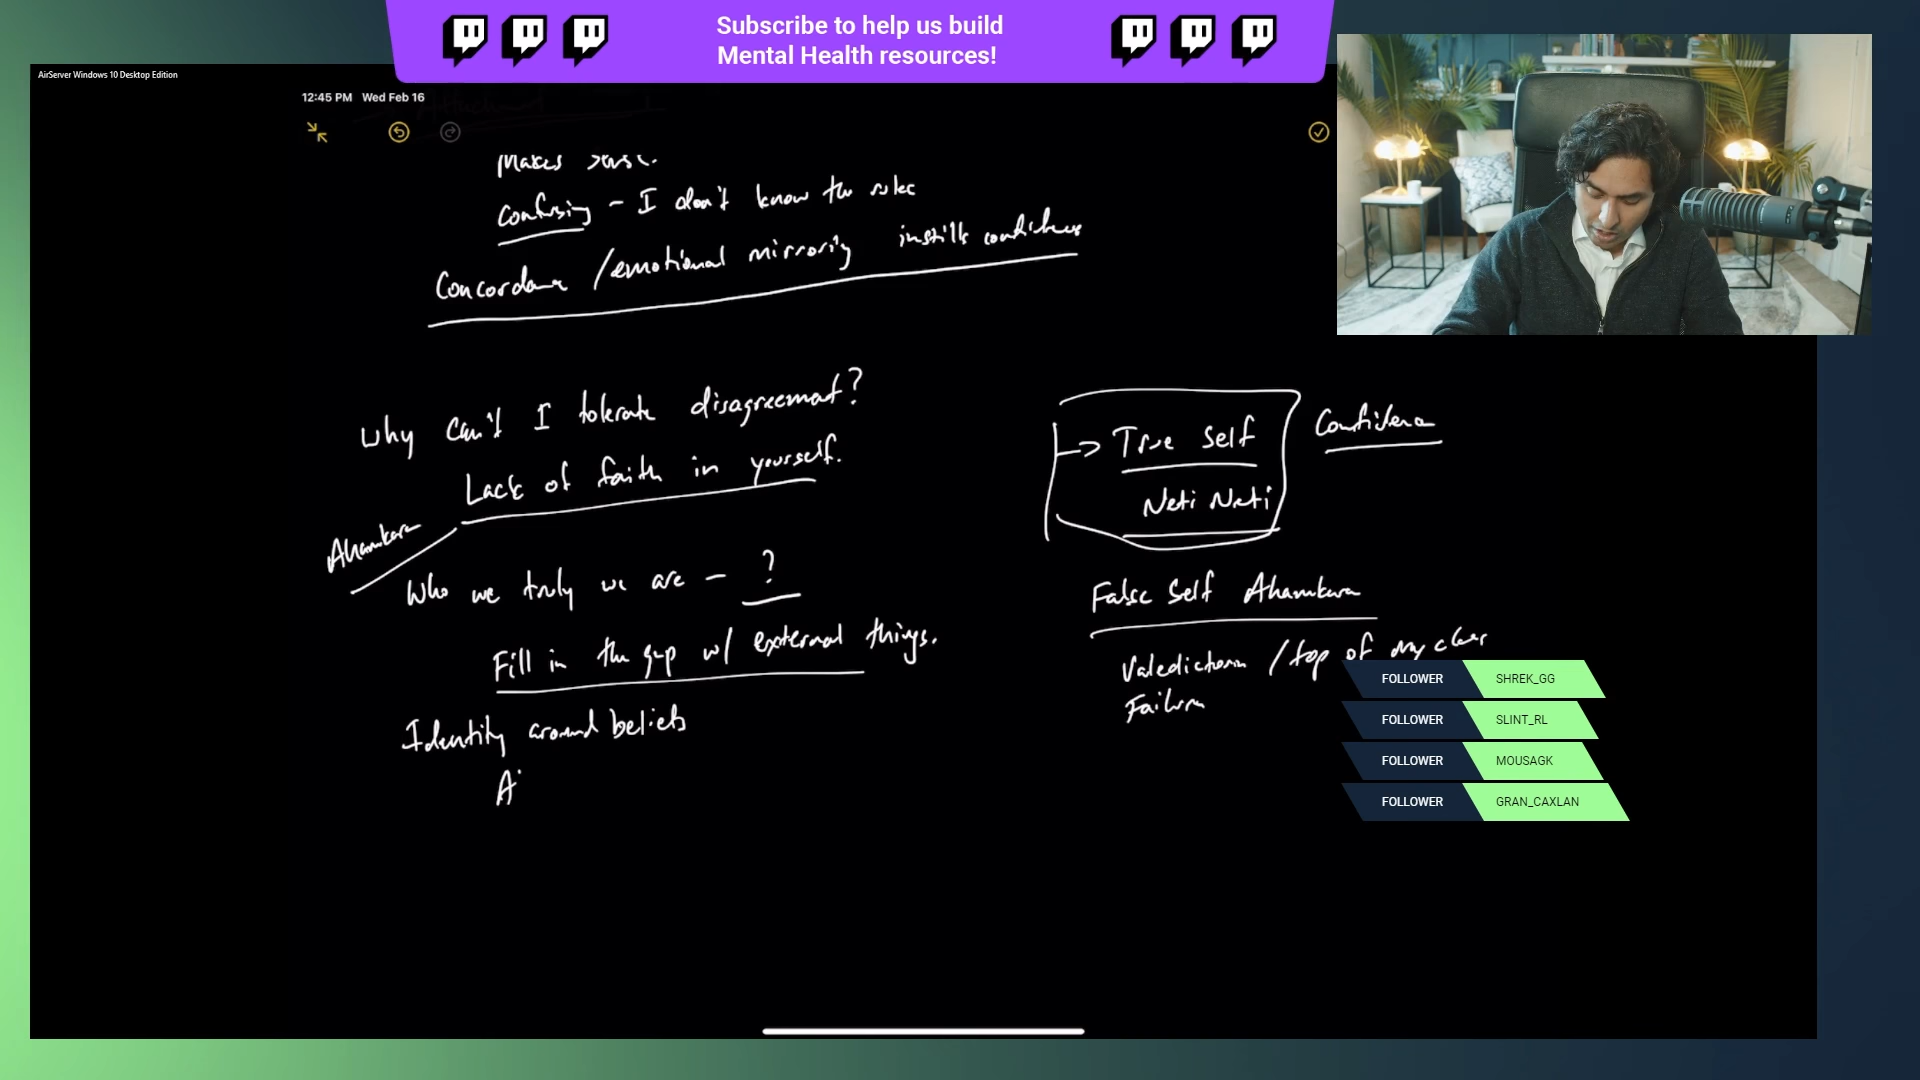 Subscribe to help us build
Mental Health resources!
AirServer Windows 10 Desktop Edition
12:45 PM Wed Feb 16
Attachment
Makes sense.
Confusing - I don't know the rules
Concordance / emotional mirroring instills confidence
Why can't I tolerate disagreement?
Lack of faith in yourself.
Ahamkara
Who we truly we are - ?
Fill in the gap w/ external things.
Identity around beliefs
A
True Self
Neti Neti
Confidence
False Self Ahamkara
Valedictorian / top of my class
Failure
FOLLOWER SHREK_GG
FOLLOWER SLINT_RL
FOLLOWER MOUSAGK
FOLLOWER GRAN_CAXLAN